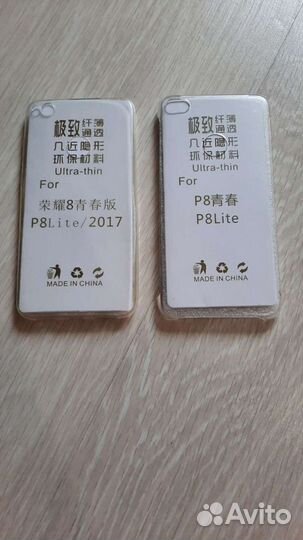 极致 纤薄
通透
几近隐形
环保材料
Ultra-thin
For
荣耀8青春版
P8Lite/2017
MADE IN CHINA
极致 纤薄
通透
几近隐形
环保材料
Ultra-thin
For
P8青春
P8Lite
MADE IN CHINA
Avito